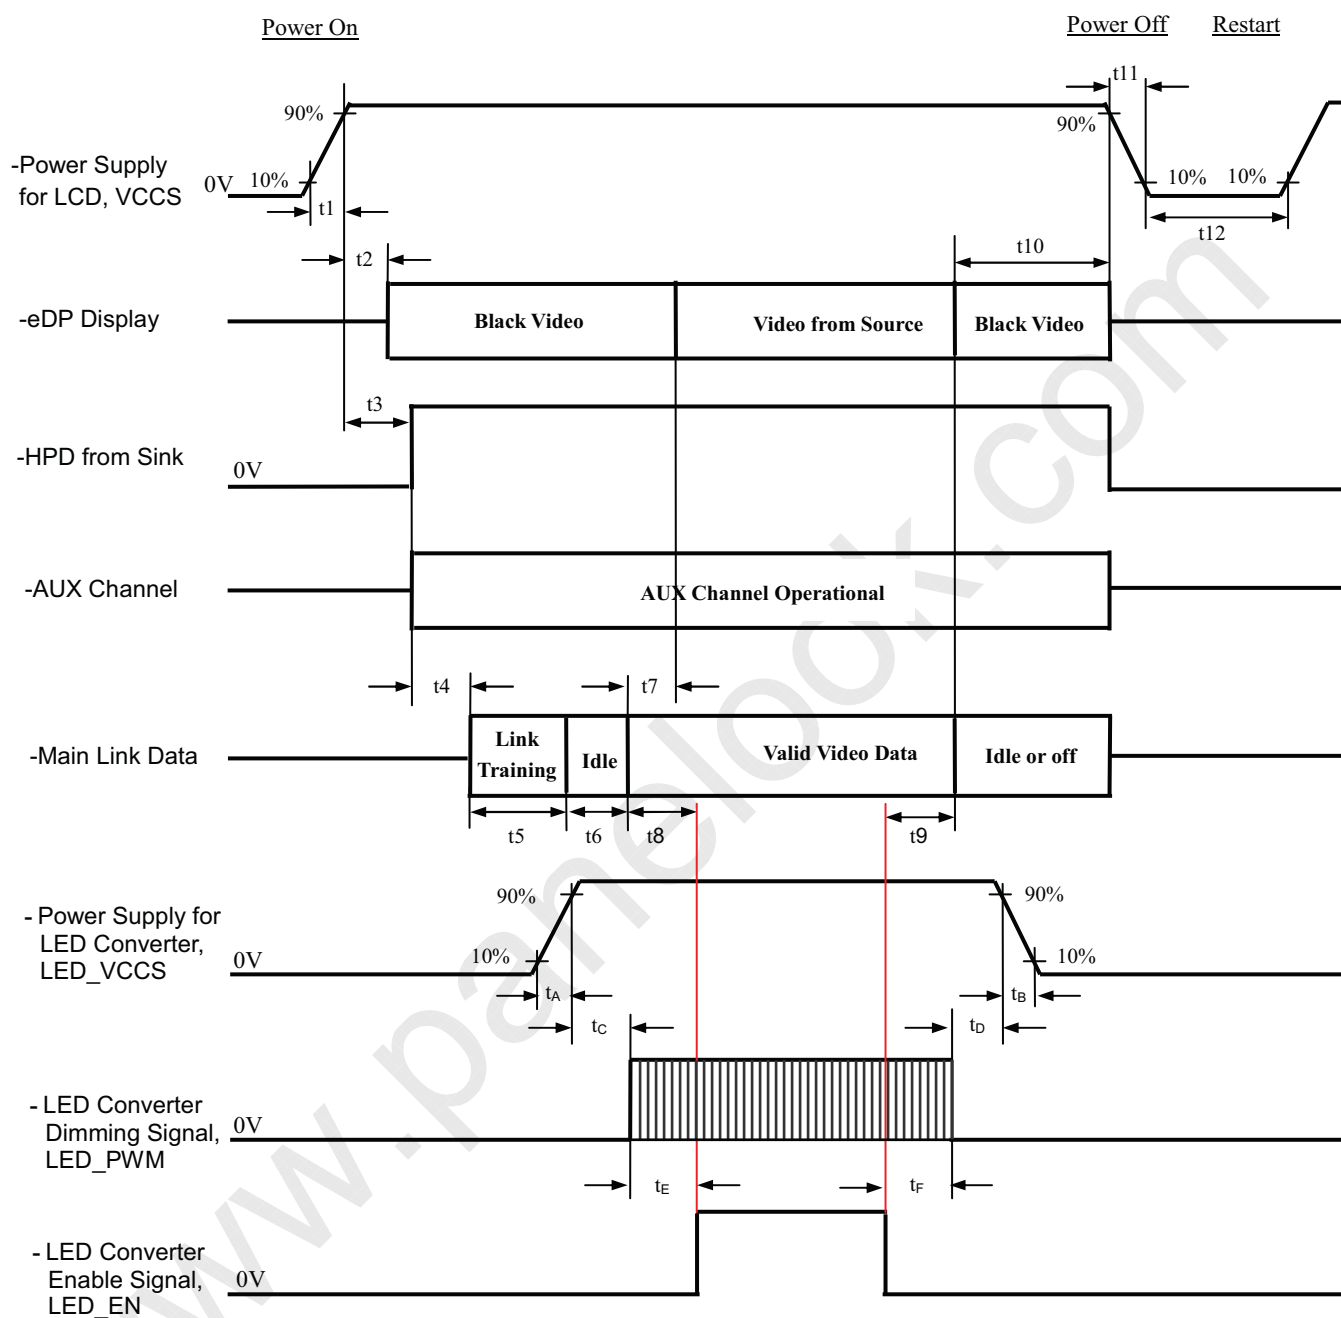 Power On
Power Off
Restart
t11
90%
90%
-Power Supply
for LCD, VCCS
0V
10%
10%
10%
t1
t12
t2
t10
-eDP Display
Black Video
Video from Source
Black Video
t3
-HPD from Sink
0V
-AUX Channel
AUX Channel Operational
t4
t7
-Main Link Data
Link
Training
Idle
Valid Video Data
Idle or off
t5
t6
t8
t9
90%
90%
- Power Supply for
LED Converter,
LED_VCCS
0V
10%
10%
tA
tB
tC
tD
- LED Converter
Dimming Signal,
LED_PWM
0V
tE
tF
- LED Converter
Enable Signal,
LED_EN
0V
www.panelook.com